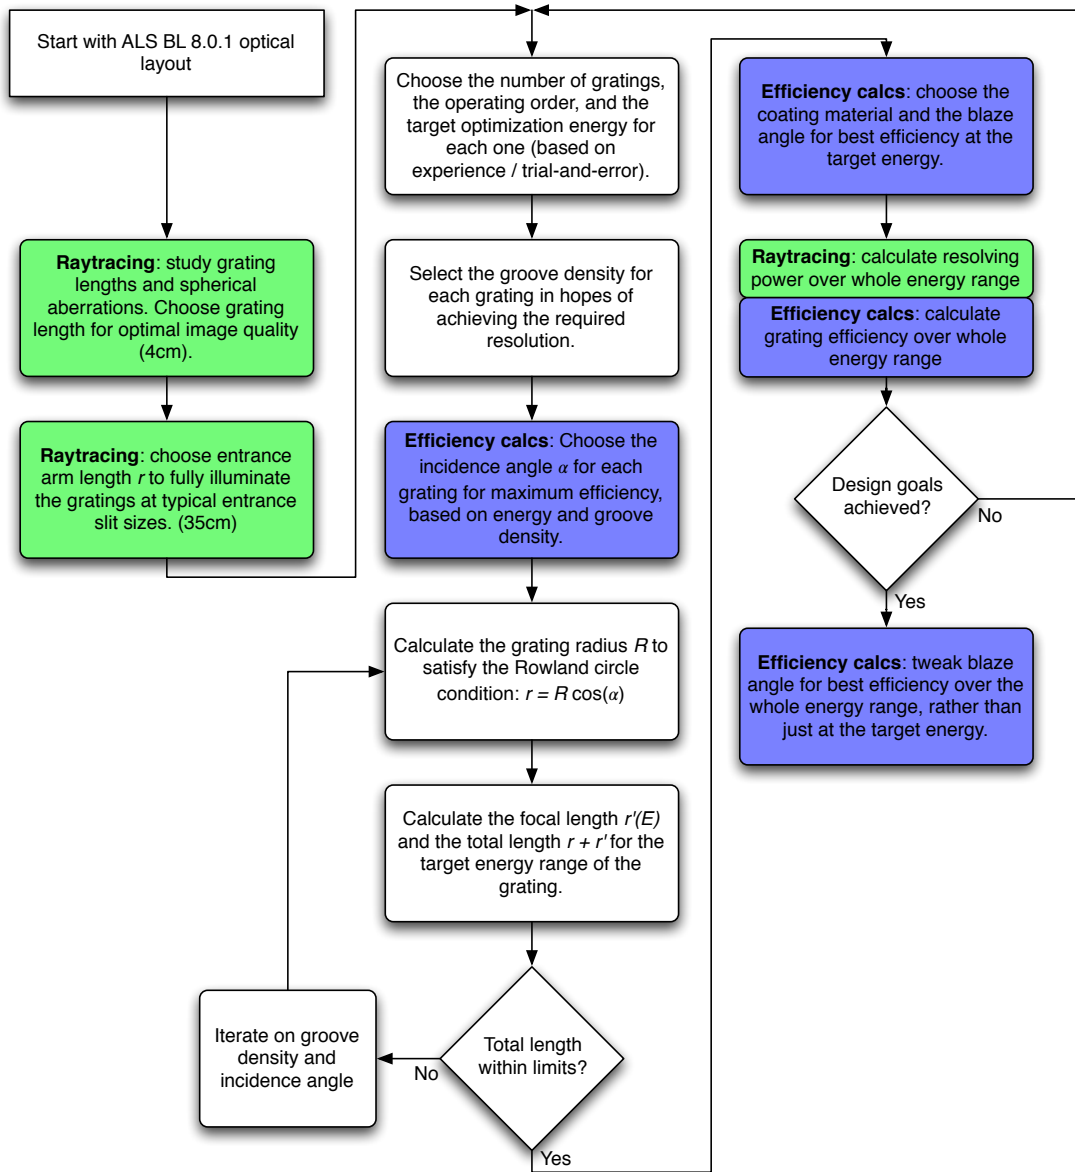 Start with ALS BL 8.0.1 optical
layout
Raytracing: study grating
lengths and spherical
aberrations. Choose grating
length for optimal image quality
(4cm).
Raytracing: choose entrance
arm length r to fully illuminate
the gratings at typical entrance
slit sizes. (35cm)
Choose the number of gratings,
the operating order, and the
target optimization energy for
each one (based on
experience / trial-and-error).
Select the groove density for
each grating in hopes of
achieving the required
resolution.
Efficiency calcs: Choose the
incidence angle α for each
grating for maximum efficiency,
based on energy and groove
density.
Calculate the grating radius R to
satisfy the Rowland circle
condition: r = R cos(α)
Calculate the focal length r'(E)
and the total length r + r' for the
target energy range of the
grating.
Total length
within limits?
No
Iterate on groove
density and
incidence angle
Yes
Efficiency calcs: choose the
coating material and the blaze
angle for best efficiency at the
target energy.
Raytracing: calculate resolving
power over whole energy range
Efficiency calcs: calculate
grating efficiency over whole
energy range
Design goals
achieved?
No
Yes
Efficiency calcs: tweak blaze
angle for best efficiency over the
whole energy range, rather than
just at the target energy.